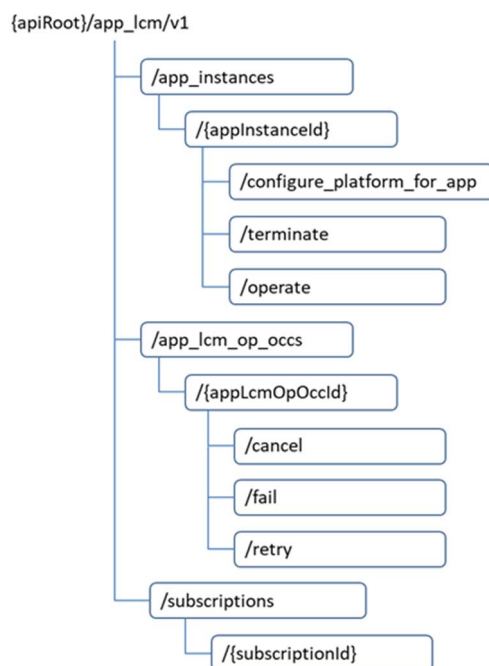 {apiRoot}/app_lcm/v1
/app_instances
/{appInstanceId}
/configure_platform_for_app
/terminate
/operate
/app_lcm_op_occs
/{appLcmOpOccId}
/cancel
/fail
/retry
/subscriptions
/{subscriptionId}